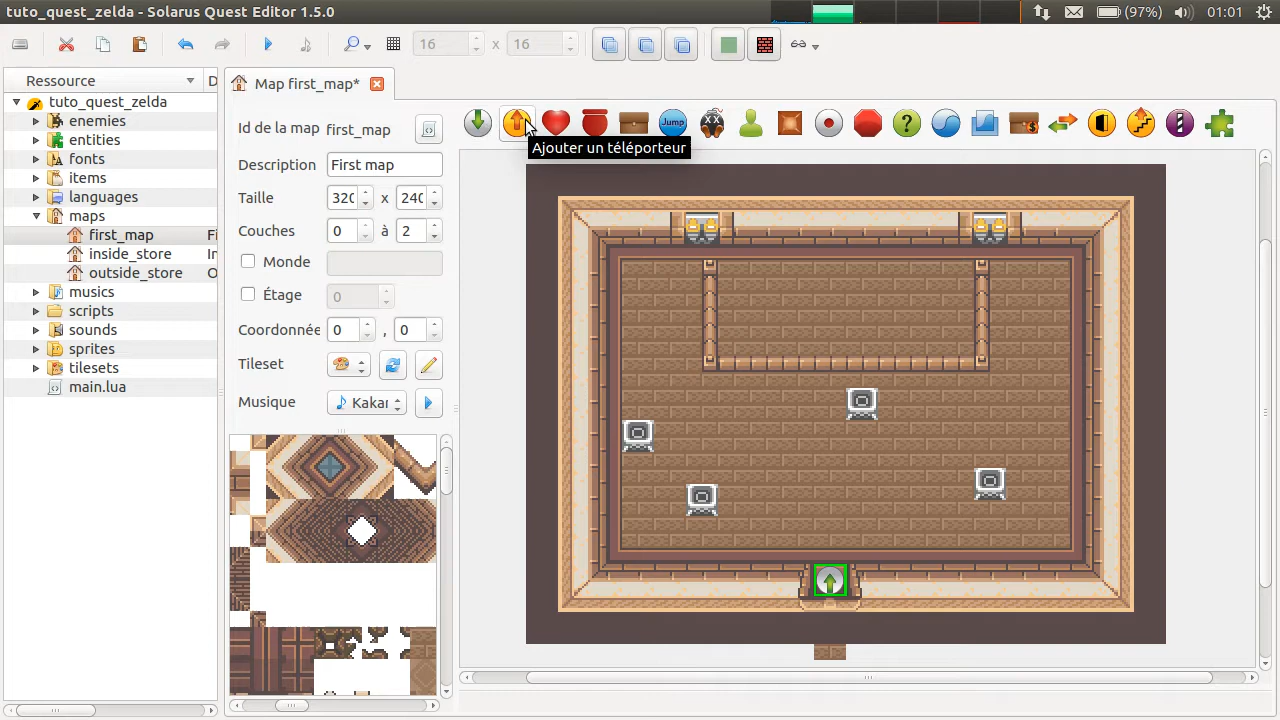 tuto_quest_zelda - Solarus Quest Editor 1.5.0
(97%) 01:01
16 x 16
Ressource D
tuto_quest_zelda
enemies
entities
fonts
items
languages
maps
first_map Fi
inside_store In
outside_store O
musics
scripts
sounds
sprites
tilesets
main.lua
Map first_map*
Id de la map first_map
Description First map
Taille 320 x 240
Couches 0 à 2
Monde
Étage 0
Coordonnée 0 , 0
Tileset
Musique Kakar
Jump
Ajouter un téléporteur